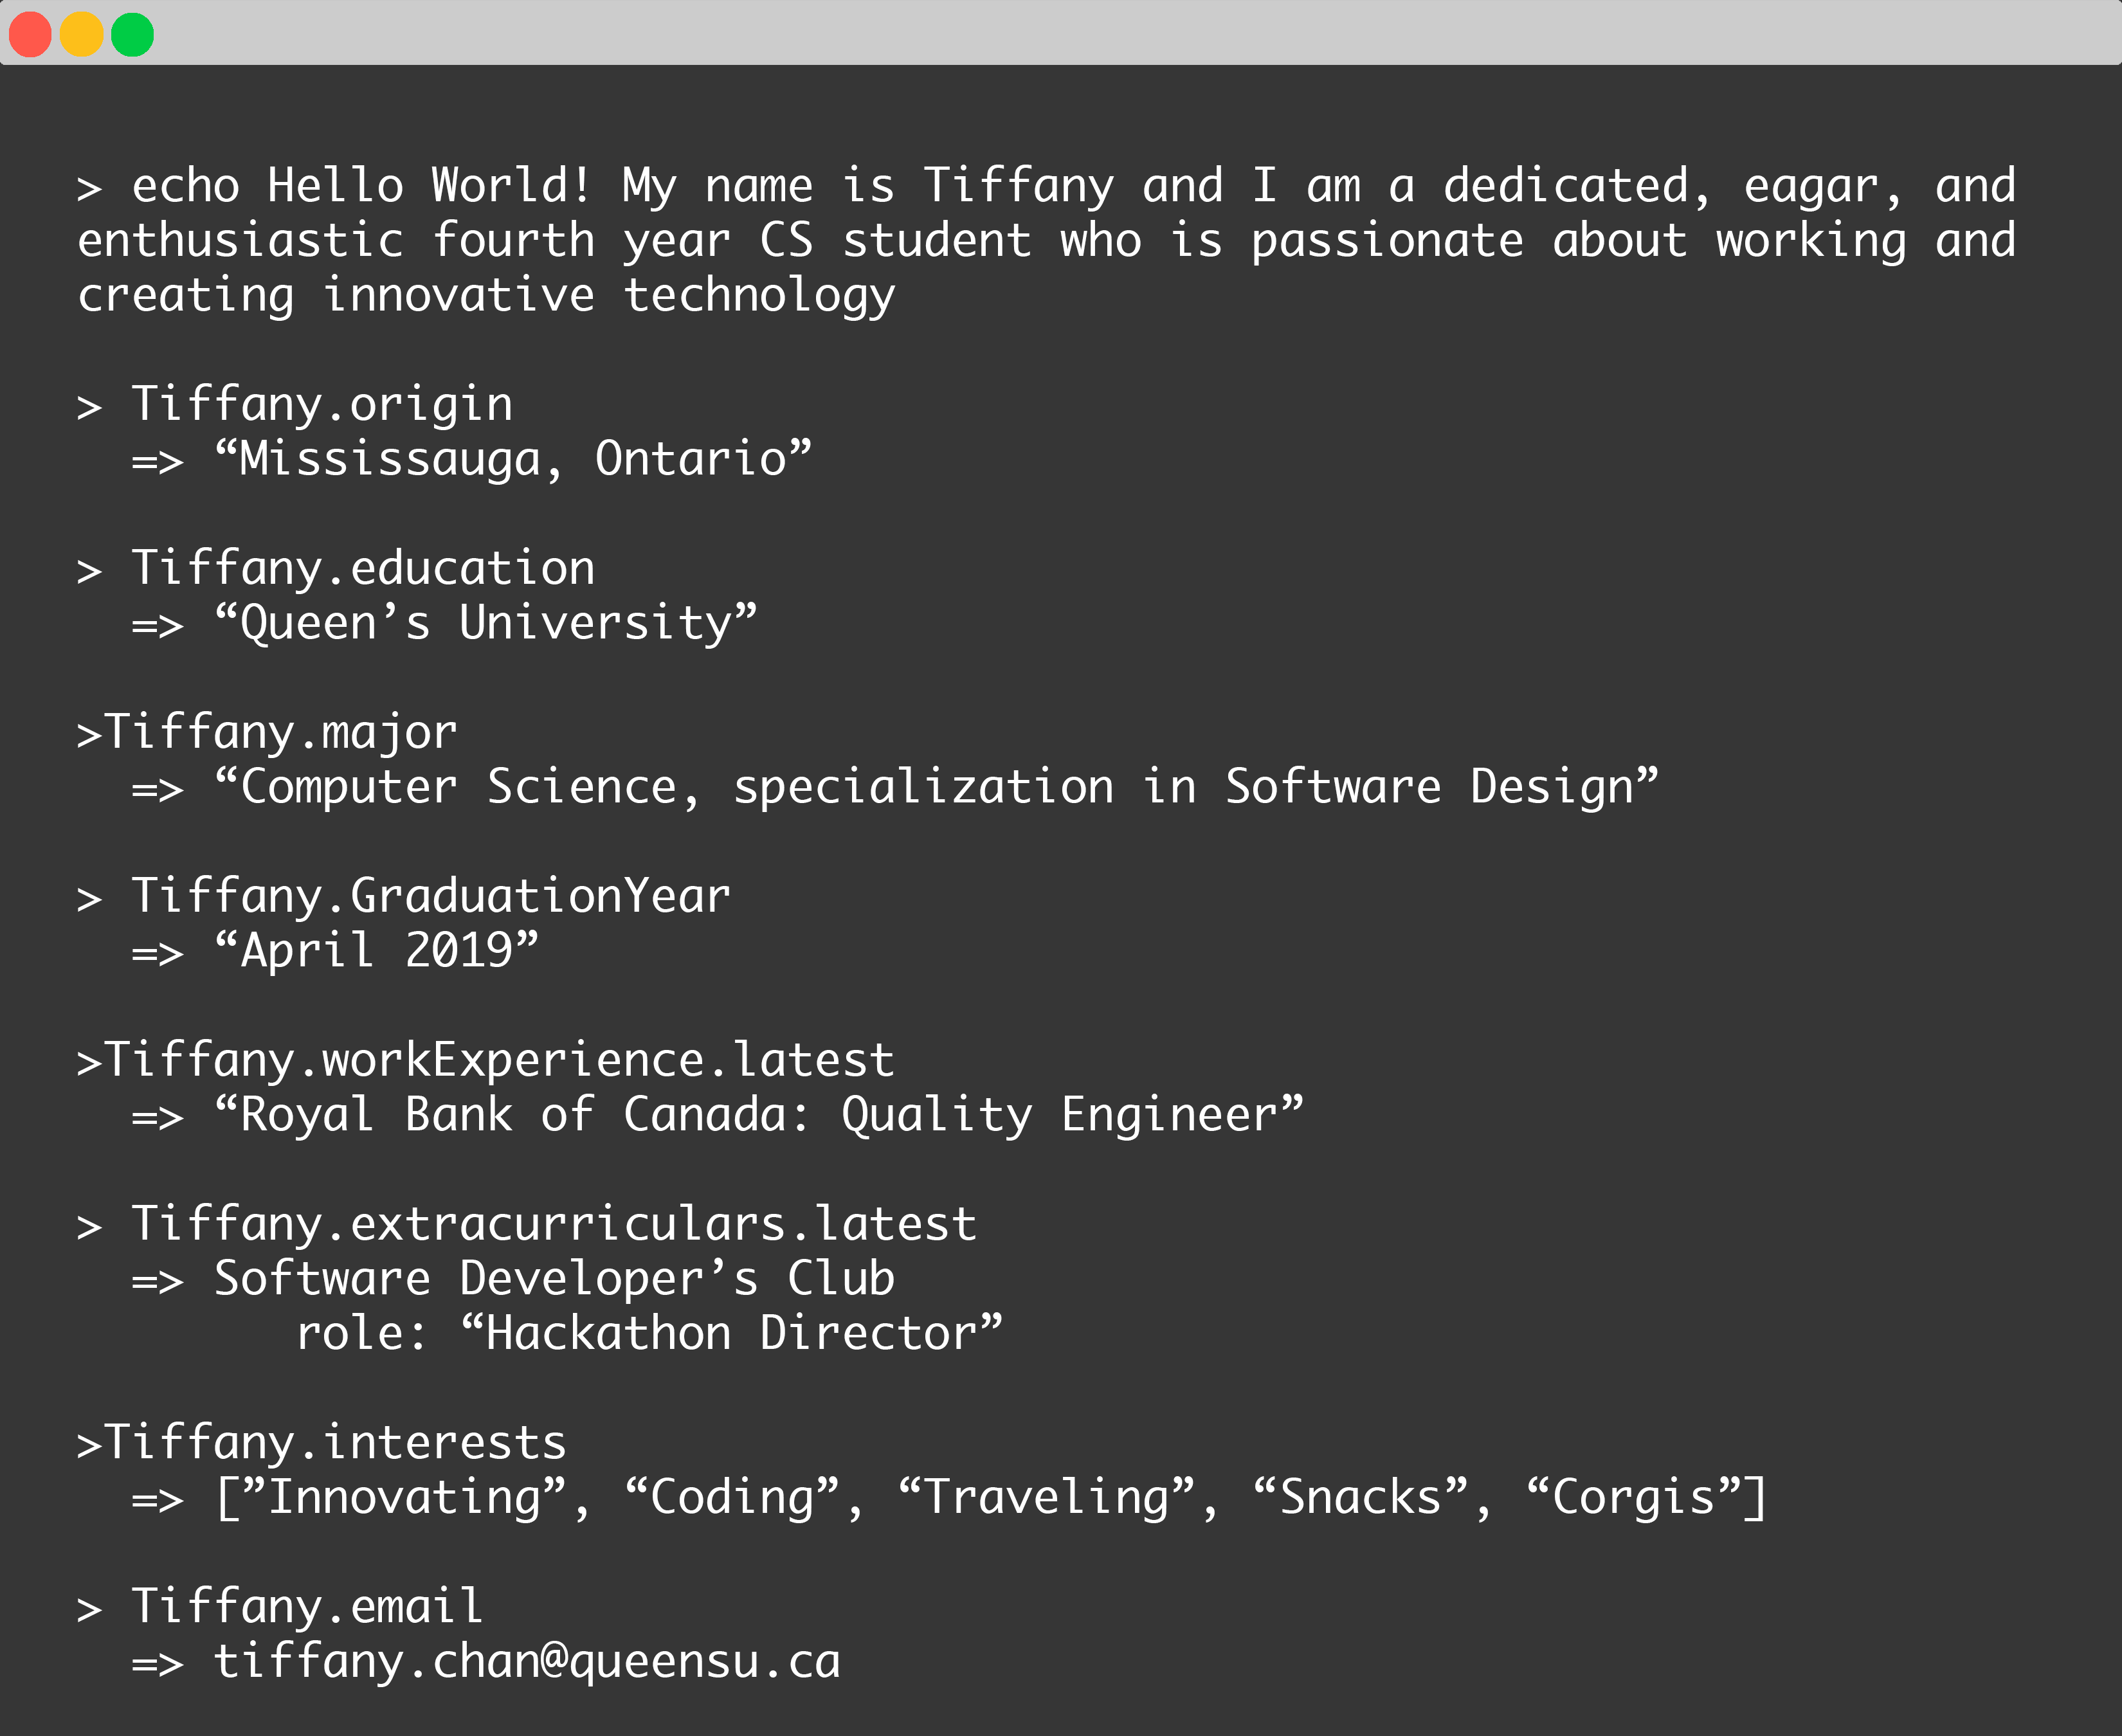 > echo Hello World! My name is Tiffany and I am a dedicated, eagar, and
enthusiastic fourth year CS student who is passionate about working and
creating innovative technology
> Tiffany.origin
=> “Mississauga, Ontario”
> Tiffany.education
=> “Queen’s University”
>Tiffany.major
=> “Computer Science, specialization in Software Design”
> Tiffany.GraduationYear
=> “April 2019”
>Tiffany.workExperience.latest
=> “Royal Bank of Canada: Quality Engineer”
> Tiffany.extracurriculars.latest
=> Software Developer’s Club
role: “Hackathon Director”
>Tiffany.interests
=> [”Innovating”, “Coding”, “Traveling”, “Snacks”, “Corgis”]
> Tiffany.email
=> tiffany.chan@queensu.ca